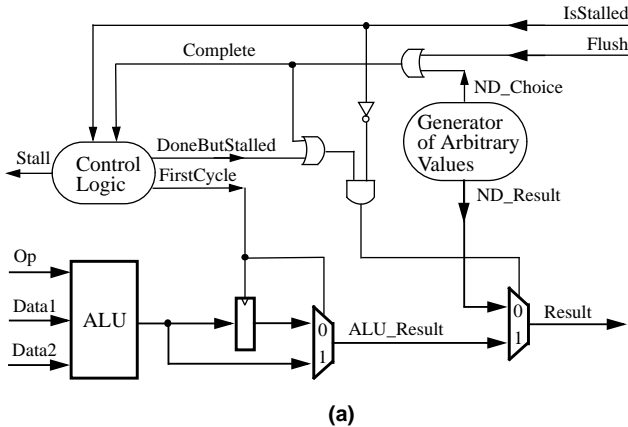 IsStalled
Complete
Flush
ND_Choice
Generator
of Arbitrary
Values
DoneButStalled
Stall
Control
Logic
FirstCycle
ND_Result
Op
Data1
ALU
Data2
0
1
ALU_Result
0
1
Result
(a)